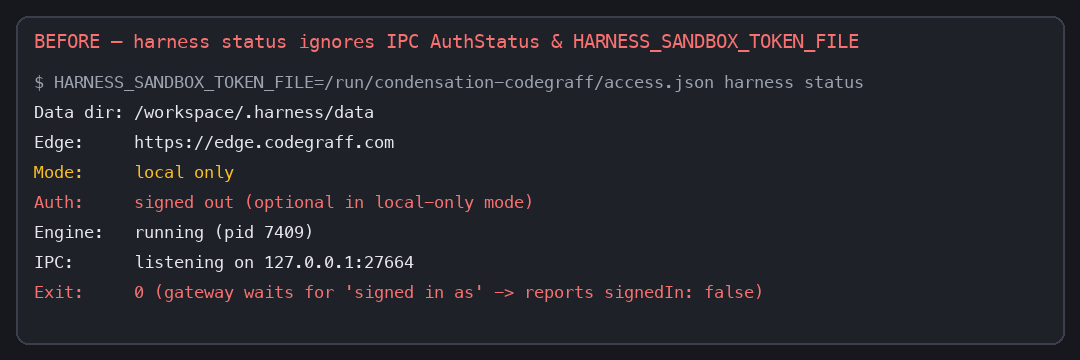 BEFORE — harness status ignores IPC AuthStatus & HARNESS_SANDBOX_TOKEN_FILE
$ HARNESS_SANDBOX_TOKEN_FILE=/run/condensation-codegraff/access.json harness status
Data dir: /workspace/.harness/data
Edge:     https://edge.codegraff.com
Mode:     local only
Auth:     signed out (optional in local-only mode)
Engine:   running (pid 7409)
IPC:      listening on 127.0.0.1:27664
Exit:     0 (gateway waits for 'signed in as' -> reports signedIn: false)